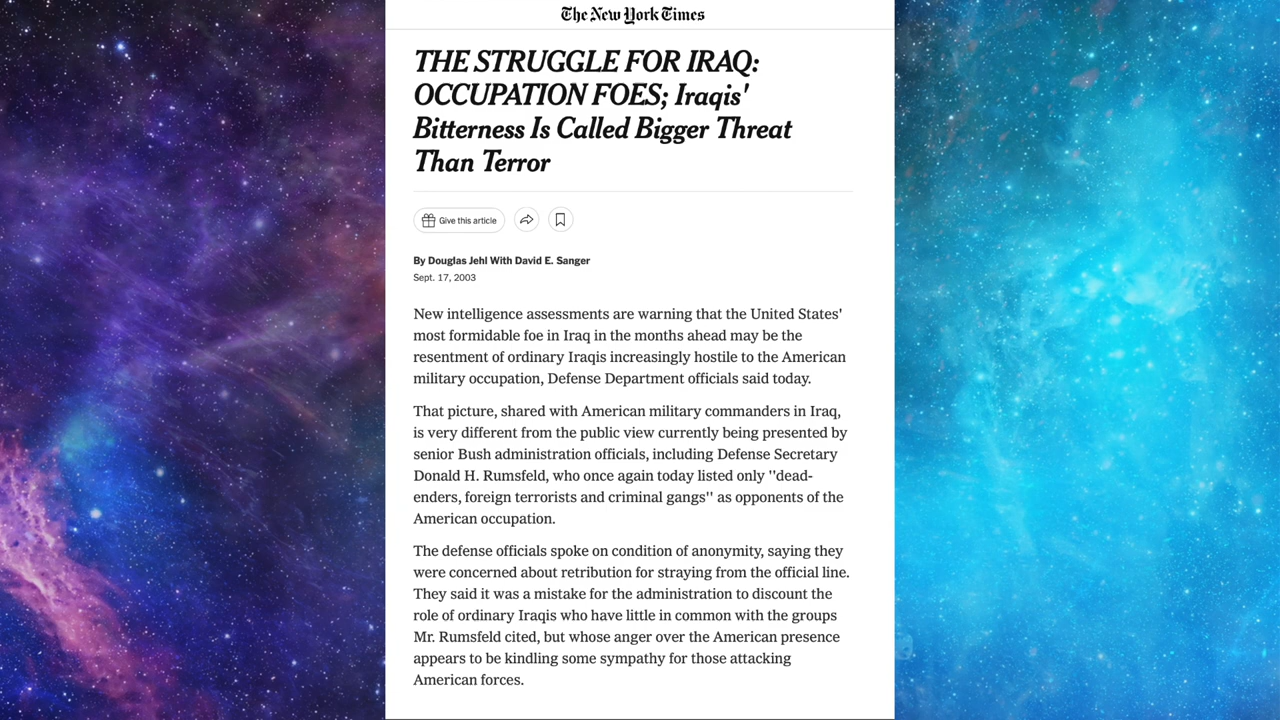 The New York Times
THE STRUGGLE FOR IRAQ:
OCCUPATION FOES; Iraqis'
Bitterness Is Called Bigger Threat
Than Terror
Give this article
By Douglas Jehl With David E. Sanger
Sept. 17, 2003
New intelligence assessments are warning that the United States'
most formidable foe in Iraq in the months ahead may be the
resentment of ordinary Iraqis increasingly hostile to the American
military occupation, Defense Department officials said today.
That picture, shared with American military commanders in Iraq,
is very different from the public view currently being presented by
senior Bush administration officials, including Defense Secretary
Donald H. Rumsfeld, who once again today listed only ''dead-
enders, foreign terrorists and criminal gangs'' as opponents of the
American occupation.
The defense officials spoke on condition of anonymity, saying they
were concerned about retribution for straying from the official line.
They said it was a mistake for the administration to discount the
role of ordinary Iraqis who have little in common with the groups
Mr. Rumsfeld cited, but whose anger over the American presence
appears to be kindling some sympathy for those attacking
American forces.